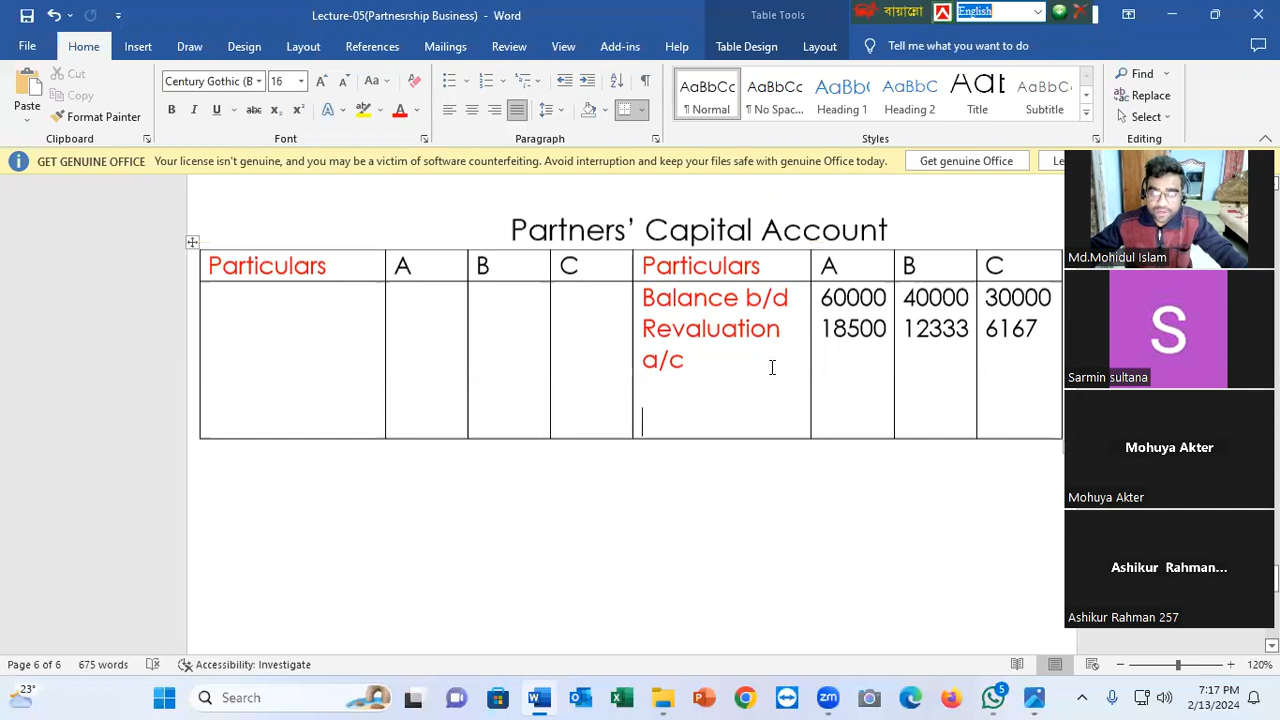 Lecture-05(Partnesrship Business) - Word
Table Tools
বায়ান্নো
English
File Home Insert Draw Design Layout References Mailings Review View Add-ins Help Table Design Layout Tell me what you want to do
Paste
Cut
Copy
Format Painter
Clipboard
Century Gothic (B 16
Font
Paragraph
AaBbCc AaBbCc AaBbCc AaBbCc AaI AaBbCc
¶ Normal ¶ No Spac... Heading 1 Heading 2 Title Subtitle
Styles
Find
Replace
Select
Editing
GET GENUINE OFFICE Your license isn't genuine, and you may be a victim of software counterfeiting. Avoid interruption and keep your files safe with genuine Office today. Get genuine Office Le
Partners’ Capital Account
Particulars A B C Particulars A B C
Balance b/d 60000 40000 30000
Revaluation 18500 12333 6167
a/c
Md.Mohidul Islam
S
Sarmin sultana
Mohuya Akter
Mohuya Akter
Ashikur Rahman...
Ashikur Rahman 257
Page 6 of 6 675 words Accessibility: Investigate 120%
23° Search 5 7:17 PM
2/13/2024